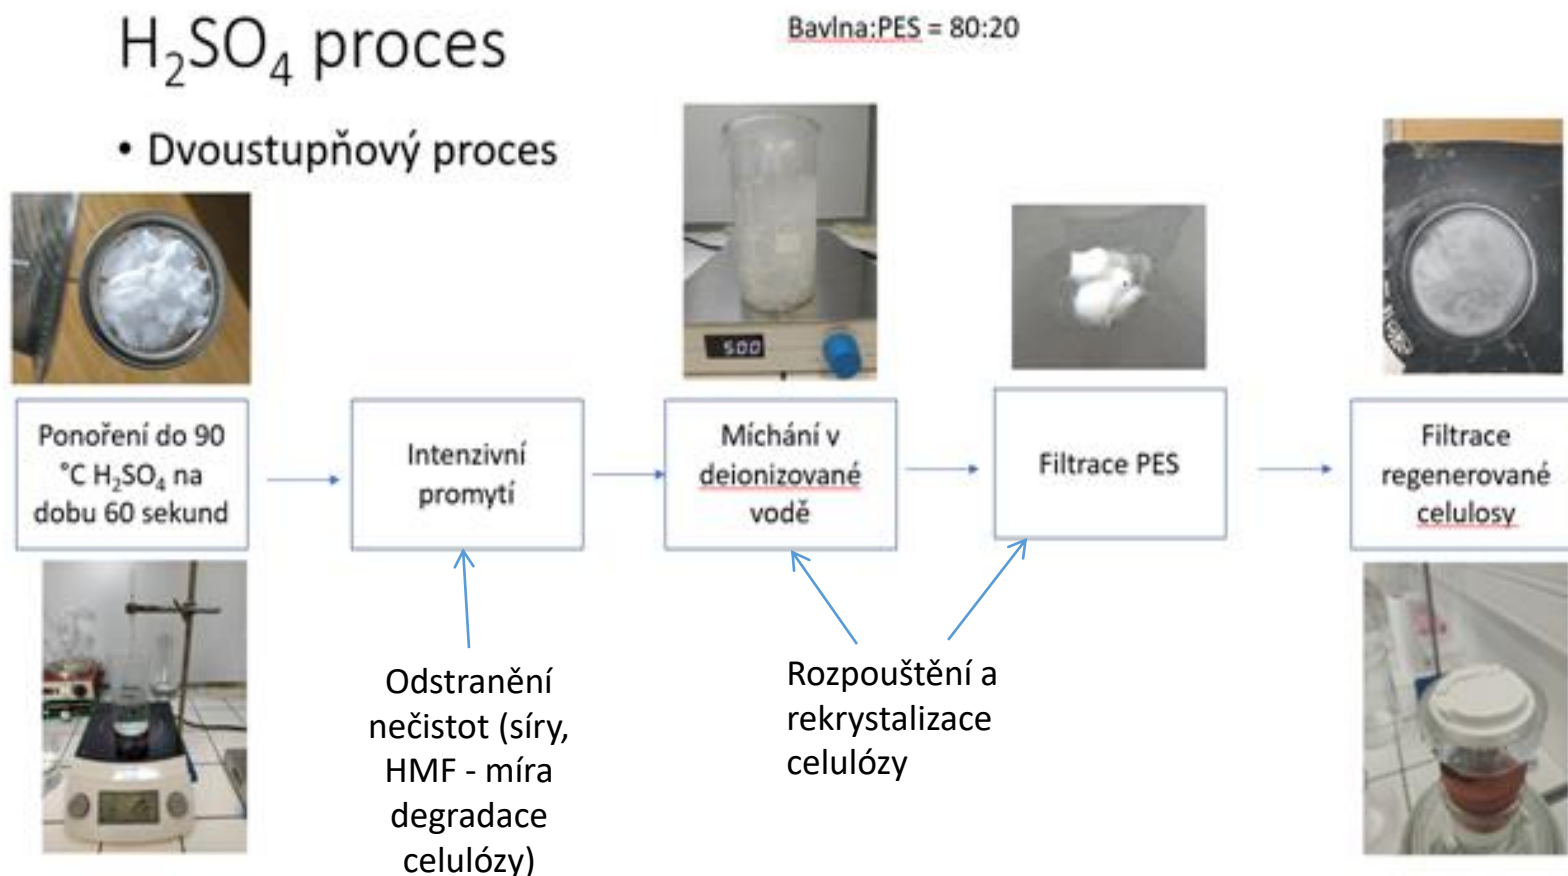 H₂SO₄ proces
Bavlna:PES = 80:20
• Dvoustupňový proces
500
Ponoření do 90
°C H₂SO₄ na
dobu 60 sekund
Intenzivní
promytí
Míchání v
deionizované
vodě
Filtrace PES
Filtrace
regenerované
celulosy
Odstranění
nečistot (síry,
HMF - míra
degradace
celulózy)
Rozpouštění a
rekrystalizace
celulózy